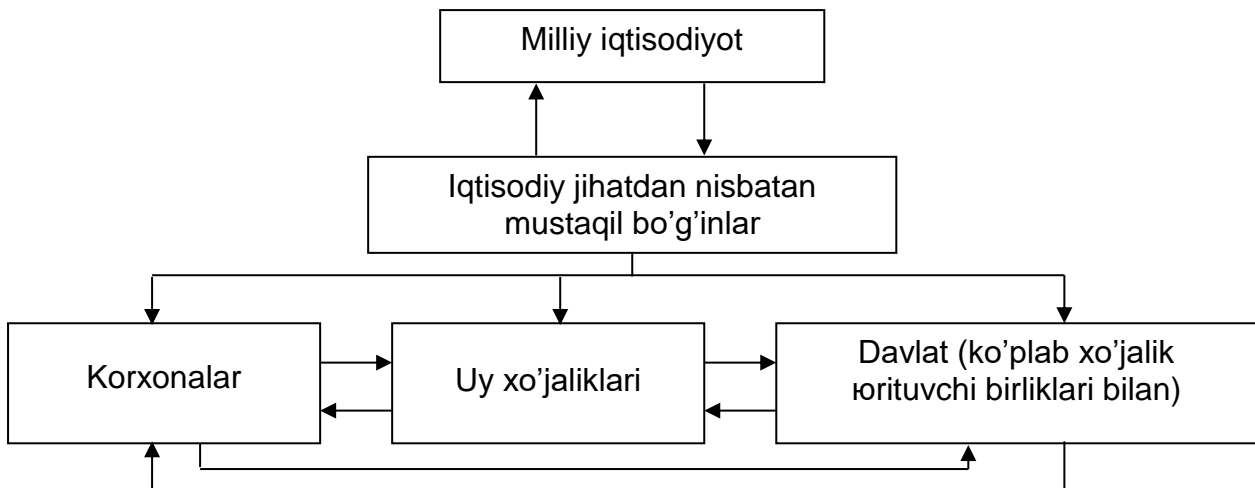 Milliy iqtisodiyot
Iqtisodiy jihatdan nisbatan
mustaqil bo’g’inlar
Korxonalar
Uy xo’jaliklari
Davlat (ko’plab xo’jalik
юrituvchi birliklari bilan)